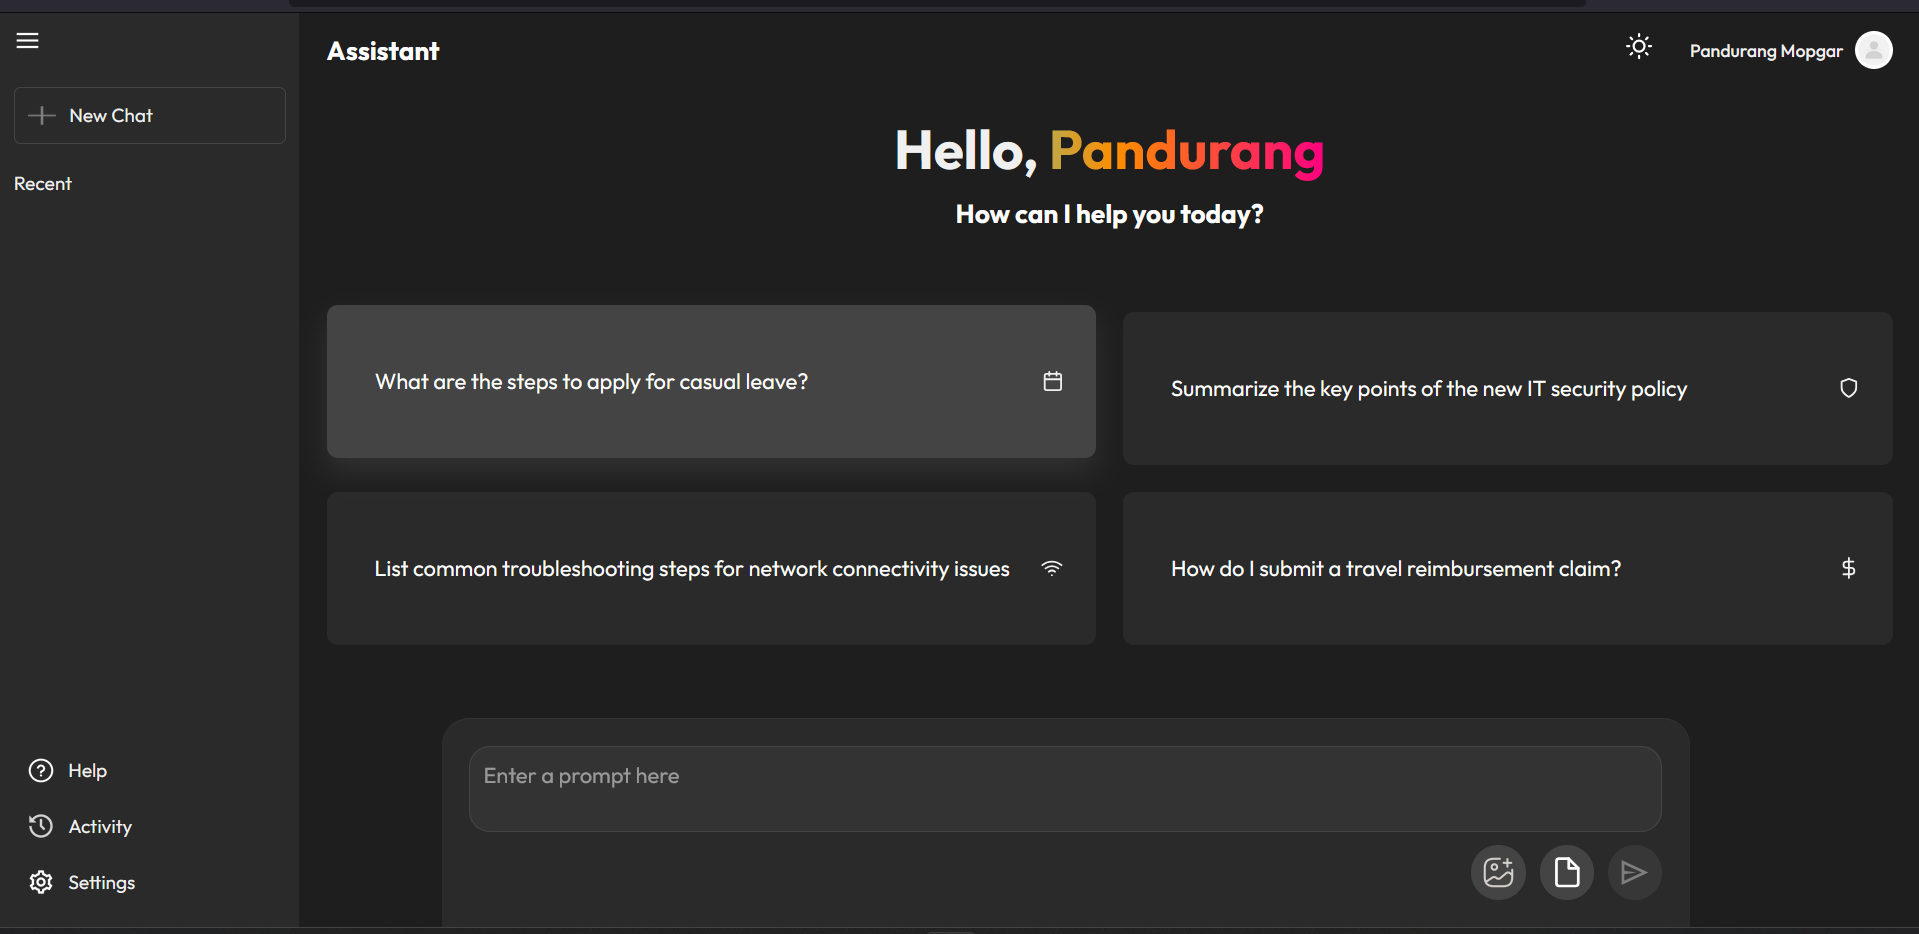 Assistant
Pandurang Mopgar
New Chat
Recent
Hello, Pandurang
How can I help you today?
What are the steps to apply for casual leave?
Summarize the key points of the new IT security policy
List common troubleshooting steps for network connectivity issues
How do I submit a travel reimbursement claim?
Enter a prompt here
Help
Activity
Settings